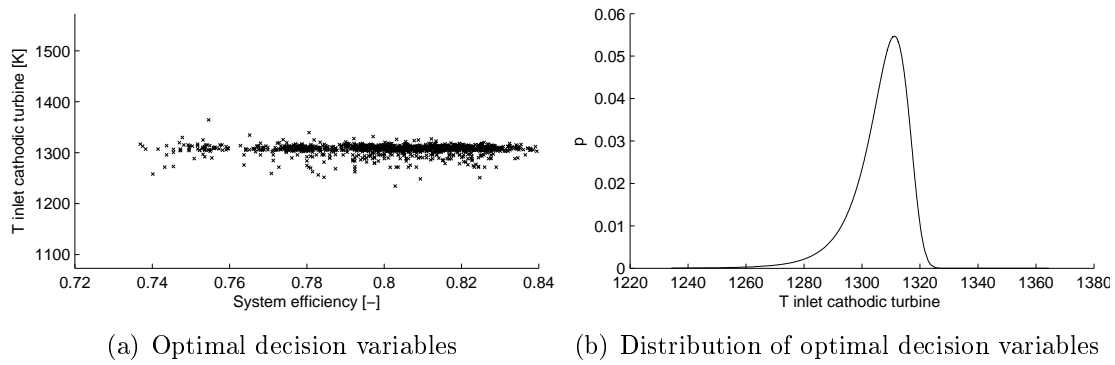 T inlet cathodic turbine [K]
1500
1400
1300
1200
1100
0.72 0.74 0.76 0.78 0.8 0.82 0.84
System efficiency [−]
(a) Optimal decision variables
p
0.06
0.05
0.04
0.03
0.02
0.01
0
1220 1240 1260 1280 1300 1320 1340 1360 1380
T inlet cathodic turbine
(b) Distribution of optimal decision variables